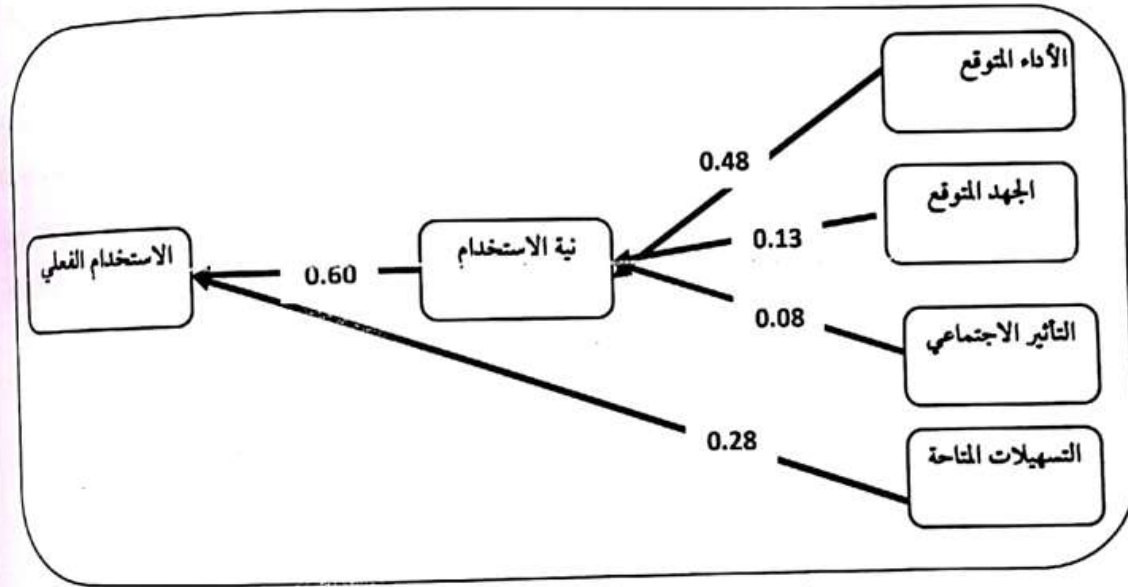 الأداء المتوقع
0.48
الجهد المتوقع
0.13
نية الاستخدام
الاستخدام الفعلي
0.60
التأثير الاجتماعي
0.08
التسهيلات المتاحة
0.28